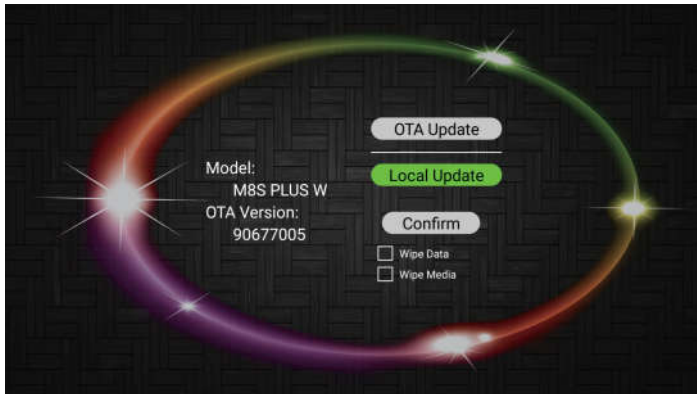 Model:
M8S PLUS W
OTA Version:
90677005
OTA Update
Local Update
Confirm
Wipe Data
Wipe Media